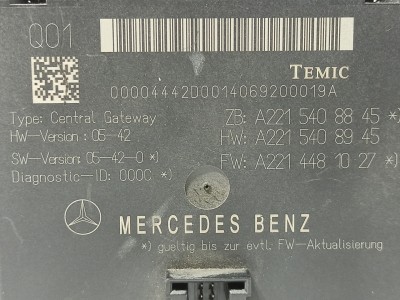 Q01
TEMIC
00004442D0014069200019A
Type: Central Gateway
ZB: A221 540 88 45 *)
HW-Version : 05-42
HW: A221 540 89 45
SW-Version: 05-42-0 *)
FW: A221 448 10 27 *)
Diagnostic-ID: 000C *)
MERCEDES BENZ
*) gueltig bis zur evtl. FW-Aktualisierung